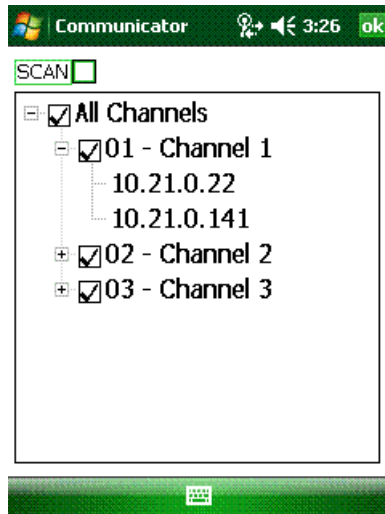 Communicator 3:26 ok
SCAN
All Channels
01 - Channel 1
10.21.0.22
10.21.0.141
02 - Channel 2
03 - Channel 3